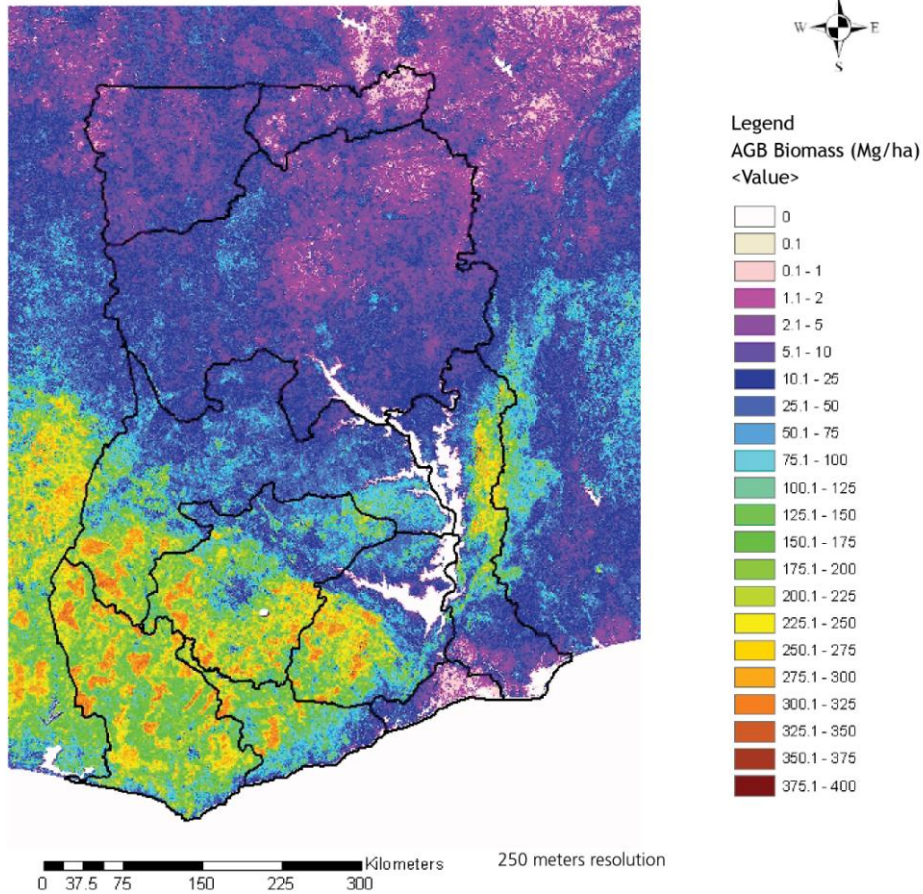 W E
S
Legend
AGB Biomass (Mg/ha)
<Value>
0
0.1
0.1 - 1
1.1 - 2
2.1 - 5
5.1 - 10
10.1 - 25
25.1 - 50
50.1 - 75
75.1 - 100
100.1 - 125
125.1 - 150
150.1 - 175
175.1 - 200
200.1 - 225
225.1 - 250
250.1 - 275
275.1 - 300
300.1 - 325
325.1 - 350
350.1 - 375
375.1 - 400
Kilometers
0 37.5 75 150 225 300
250 meters resolution